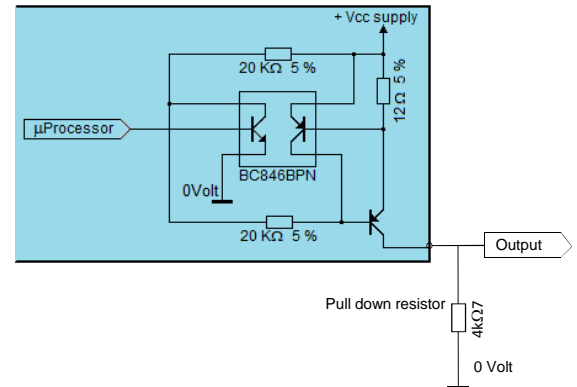 + Vcc supply
20 KΩ 5 %
12Ω 5 %
µProcessor
BC846BPN
0Volt
20 KΩ 5 %
Output
Pull down resistor
4kΩ7
0 Volt